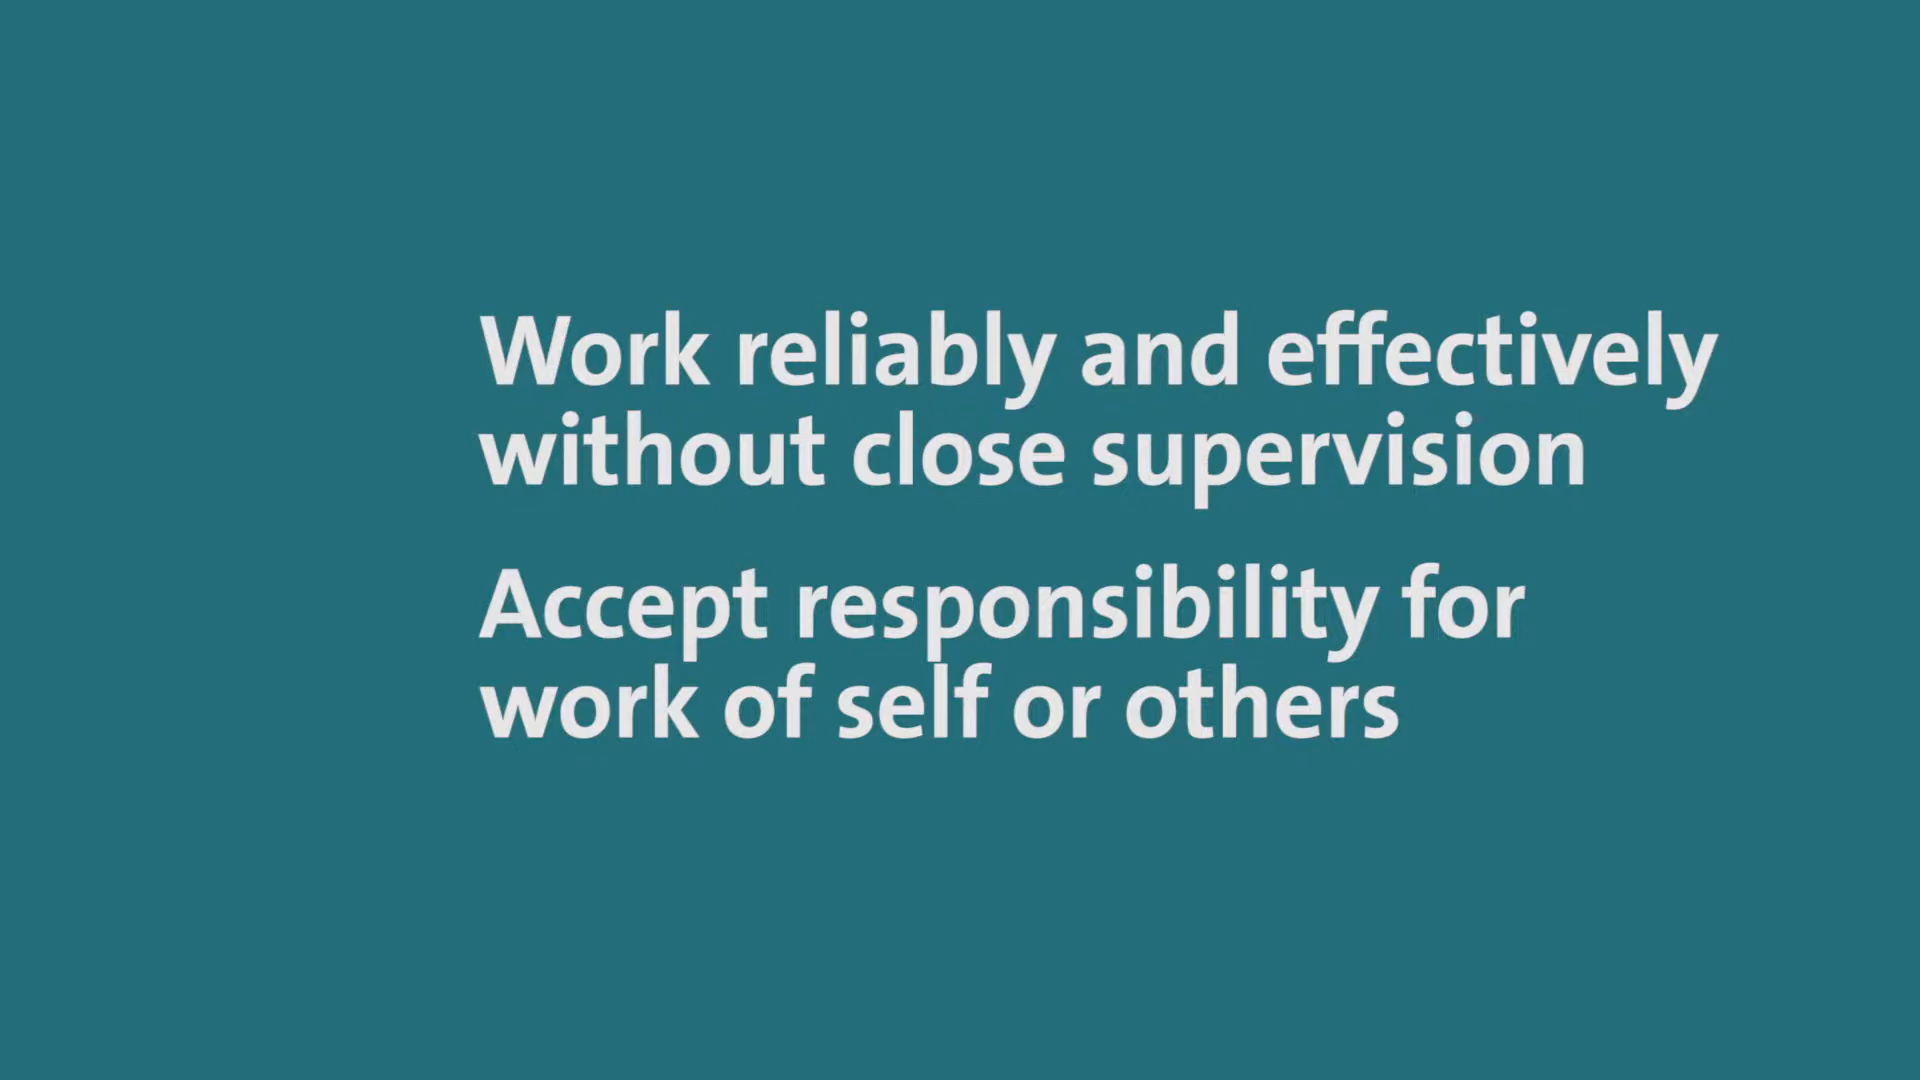 Work reliably and effectively
without close supervision
Accept responsibility for
work of self or others